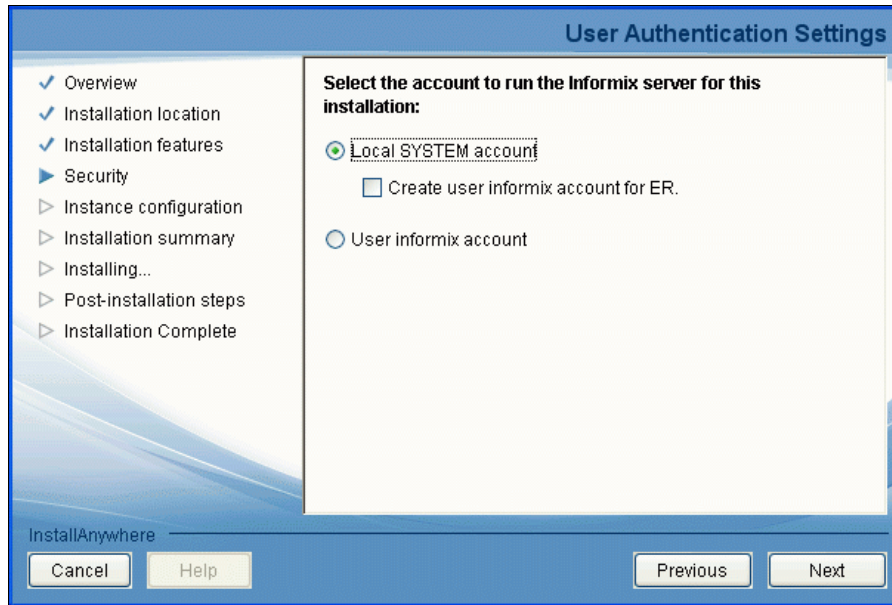 User Authentication Settings
Overview
Installation location
Installation features
Security
Instance configuration
Installation summary
Installing...
Post-installation steps
Installation Complete
Select the account to run the Informix server for this
installation:
Local SYSTEM account
Create user informix account for ER.
User informix account
InstallAnywhere
Cancel
Help
Previous
Next